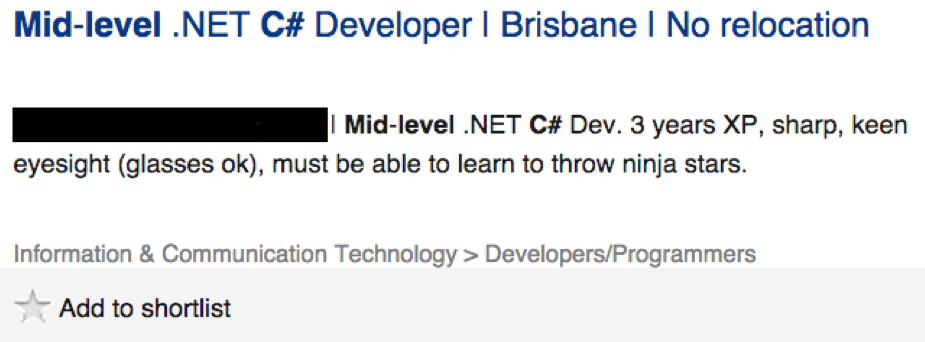 Mid-level .NET C# Developer | Brisbane | No relocation
| Mid-level .NET C# Dev. 3 years XP, sharp, keen
eyesight (glasses ok), must be able to learn to throw ninja stars.
Information & Communication Technology > Developers/Programmers
Add to shortlist